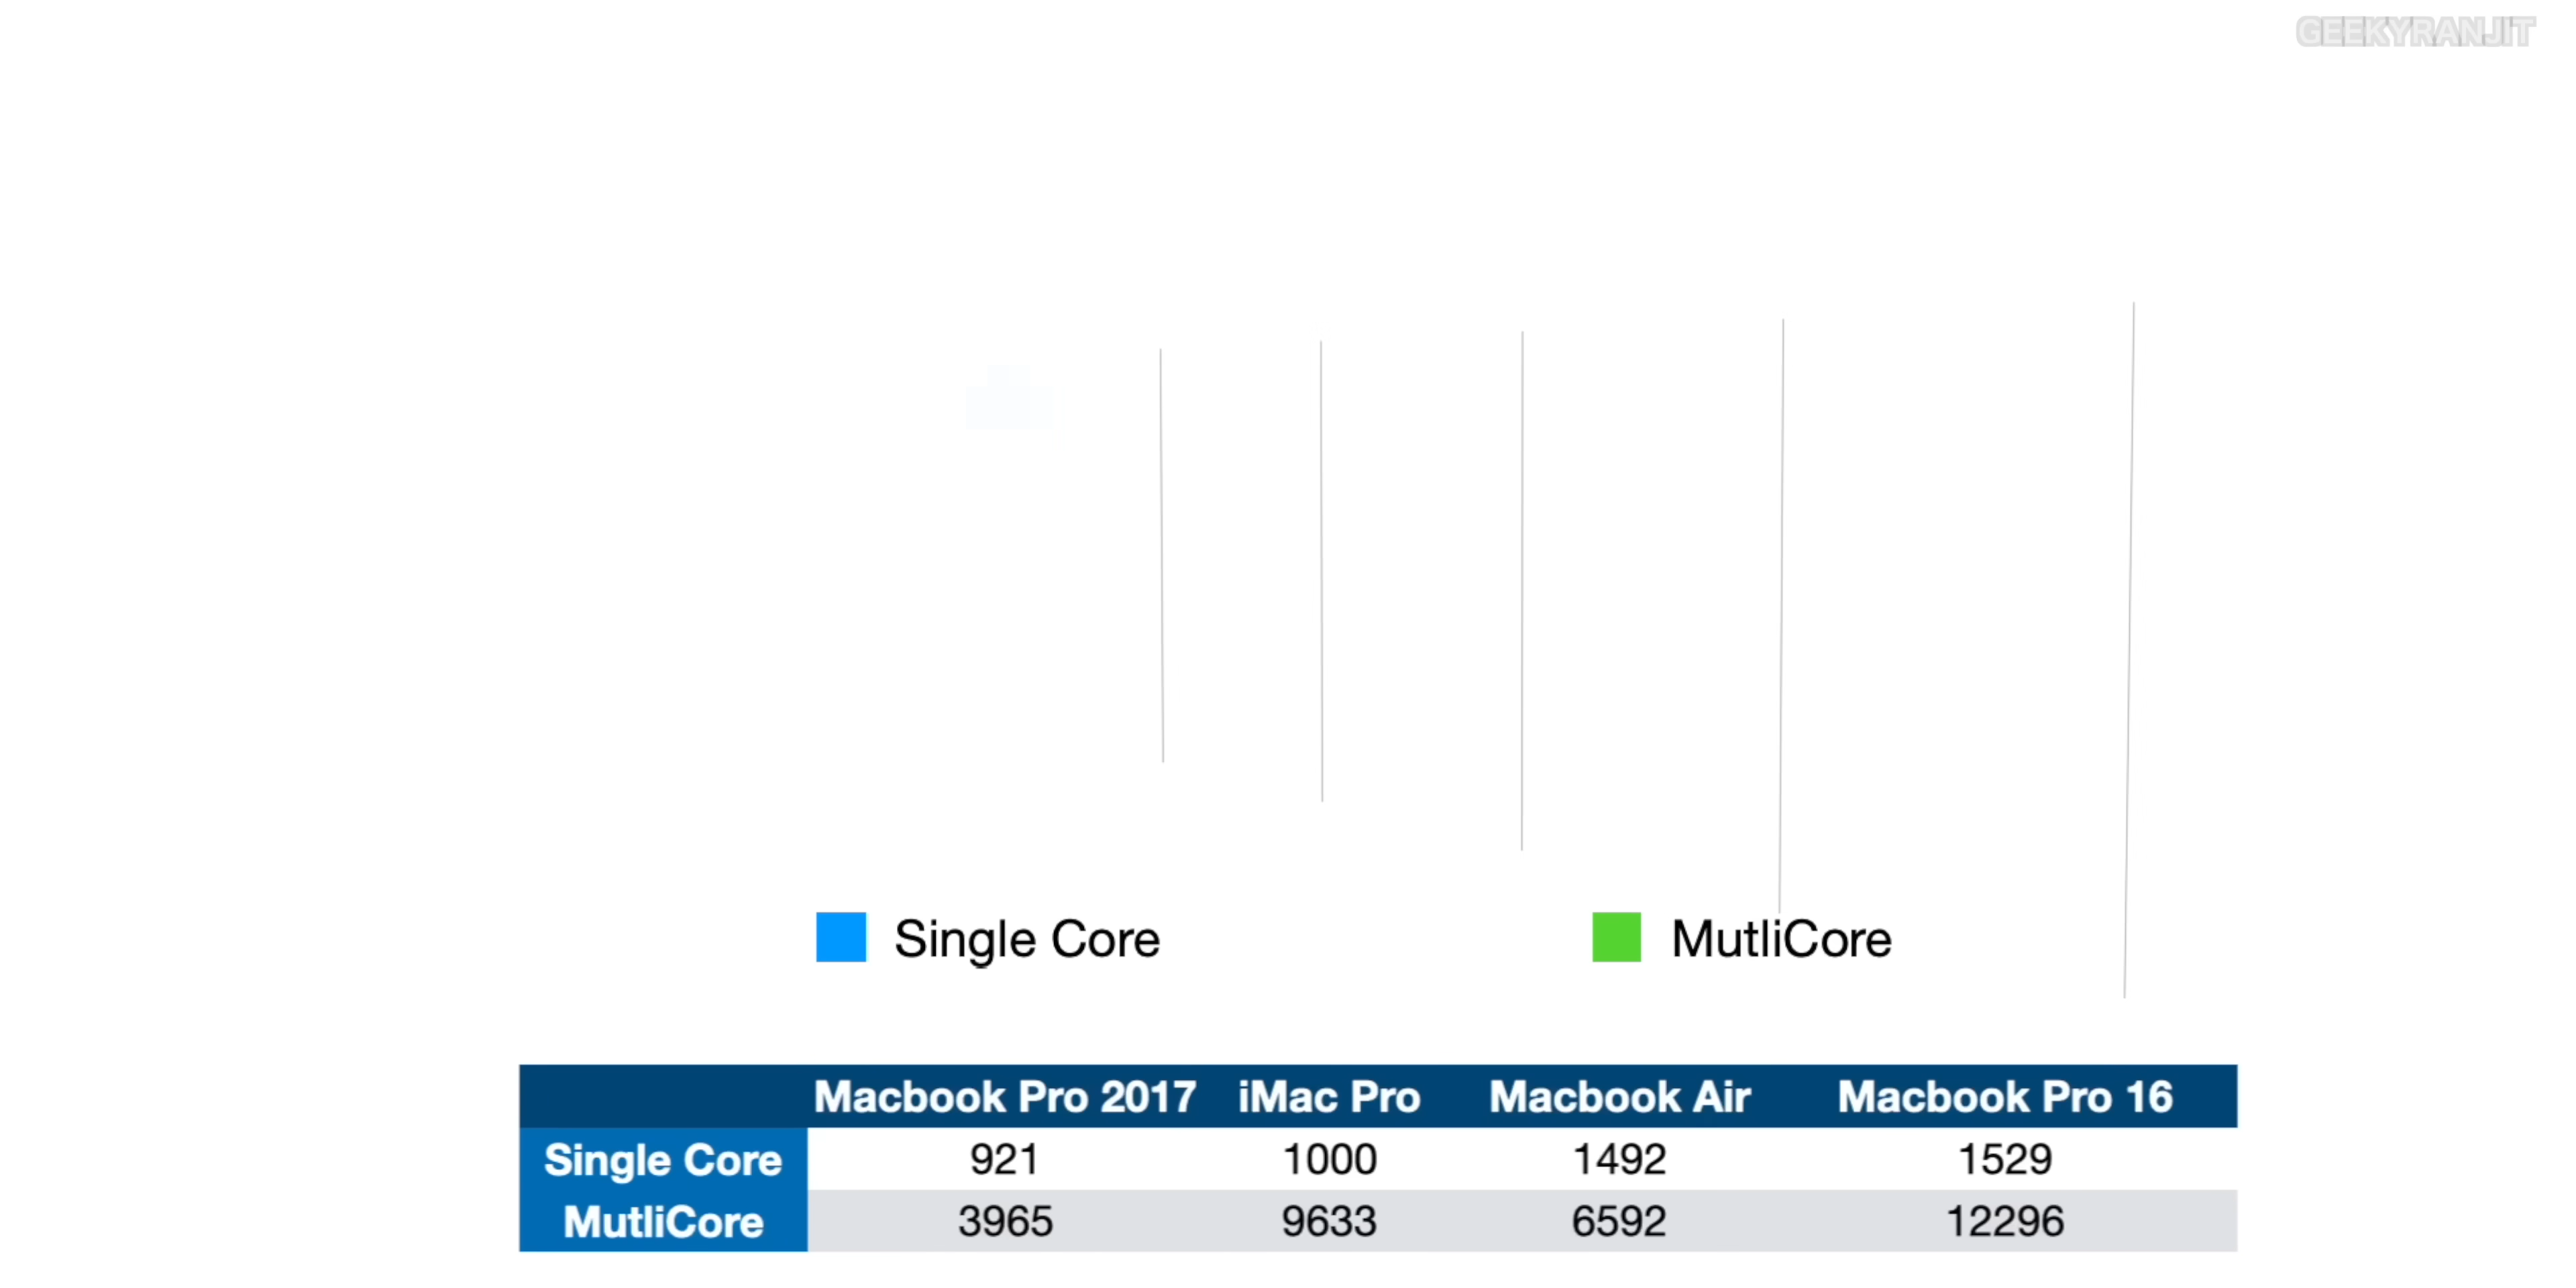 GEEKYRANJIT
Single Core MutliCore
Macbook Pro 2017 iMac Pro Macbook Air Macbook Pro 16
Single Core 921 1000 1492 1529
MutliCore 3965 9633 6592 12296